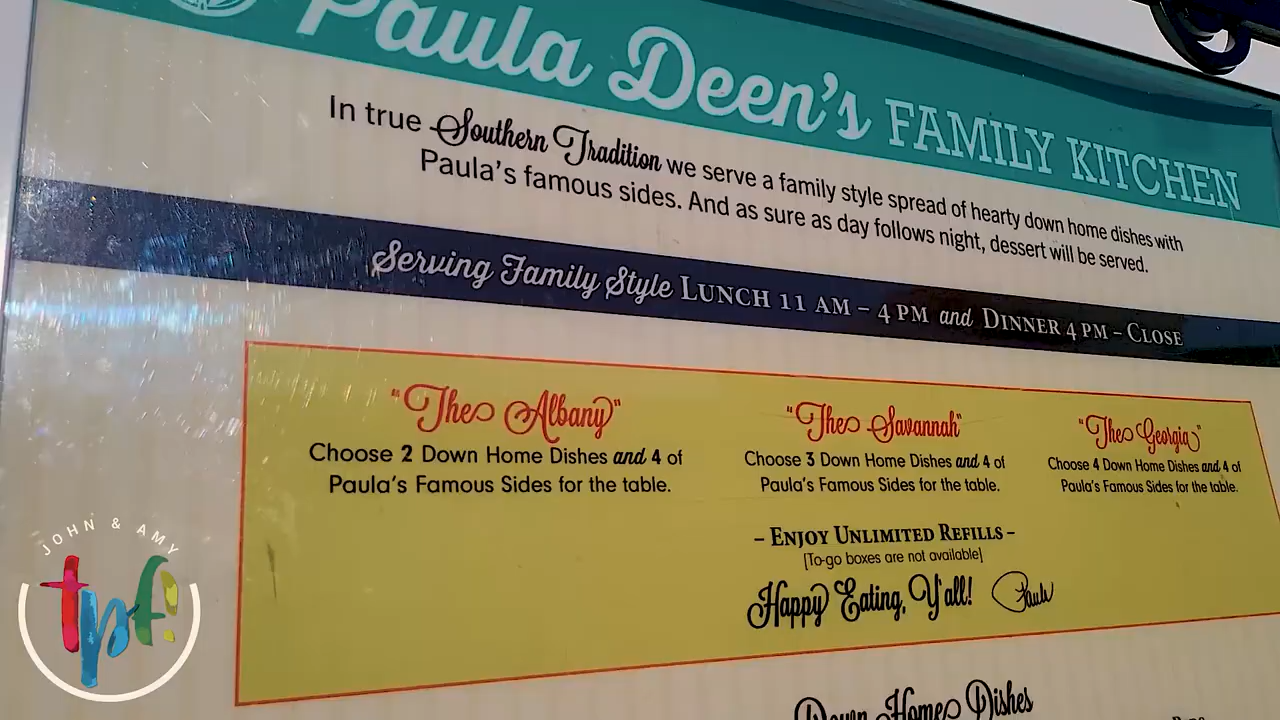 Paula Deen's FAMILY KITCHEN
In true Southern Tradition we serve a family style spread of hearty down home dishes with
Paula's famous sides. And as sure as day follows night, dessert will be served.
Serving Family Style LUNCH 11 AM – 4 PM and DINNER 4 PM – CLOSE
"The Albany"
Choose 2 Down Home Dishes and 4 of
Paula's Famous Sides for the table.
"The Savannah"
Choose 3 Down Home Dishes and 4 of
Paula's Famous Sides for the table.
"The Georgia"
Choose 4 Down Home Dishes and 4 of
Paula's Famous Sides for the table.
– ENJOY UNLIMITED REFILLS –
[To-go boxes are not available]
Happy Eating, Y'all! Paula
Down Home Dishes
JOHN & AMY
tpf!